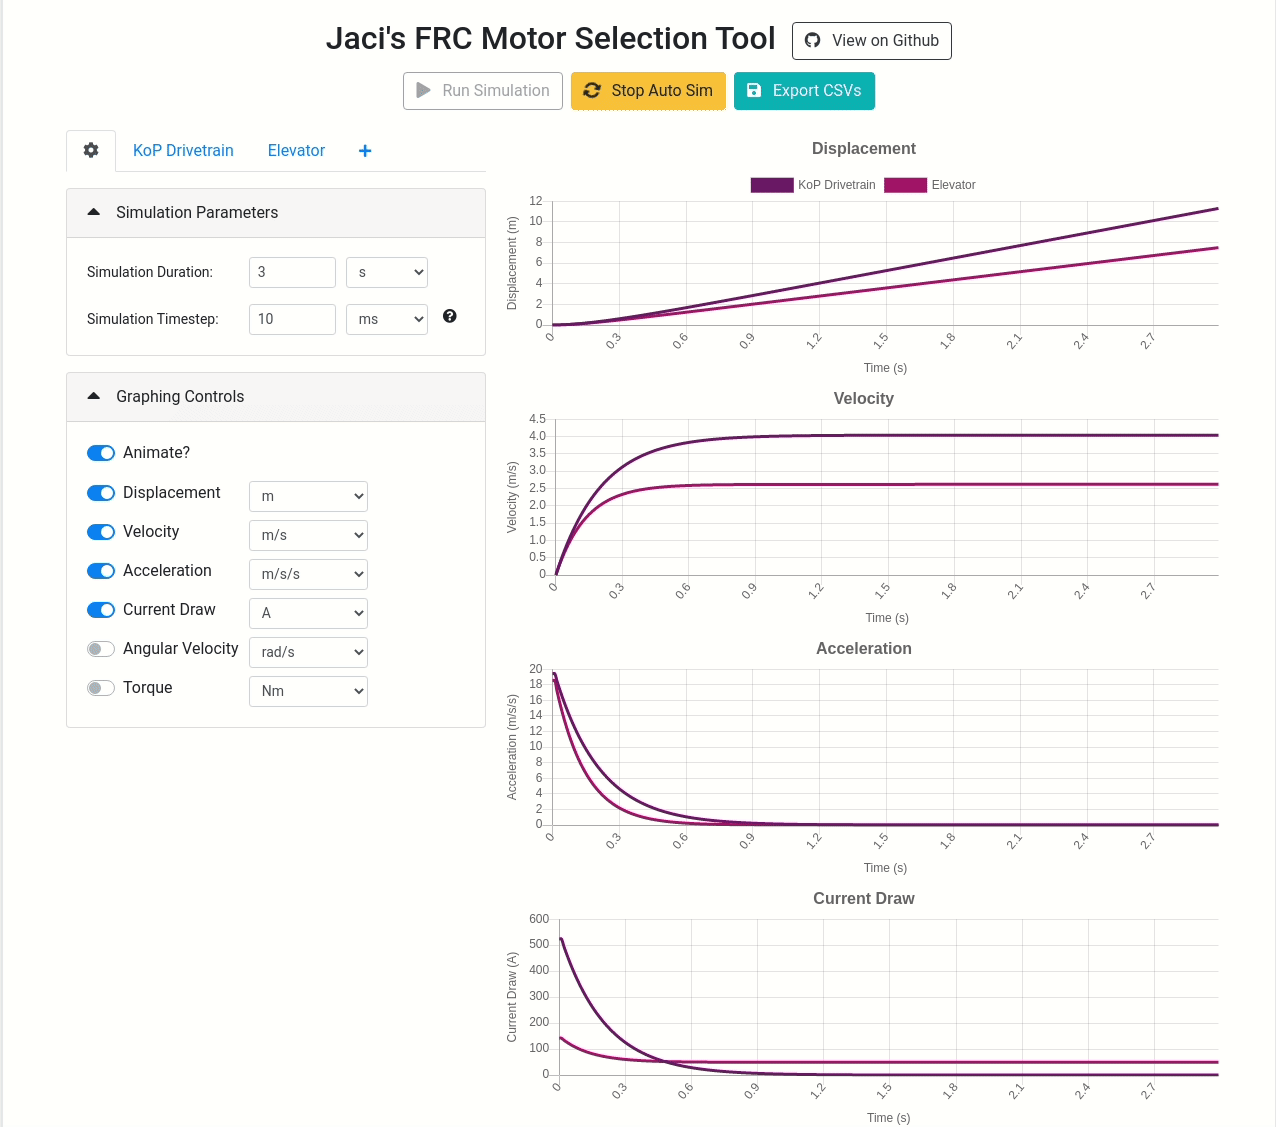 Jaci's FRC Motor Selection Tool View on Github
Run Simulation Stop Auto Sim Export CSVs
KoP Drivetrain Elevator +
Simulation Parameters
Simulation Duration: 3 s
Simulation Timestep: 10 ms ?
Graphing Controls
Animate?
Displacement m
Velocity m/s
Acceleration m/s/s
Current Draw A
Angular Velocity rad/s
Torque Nm
Displacement
KoP Drivetrain Elevator
Displacement (m)
12
10
8
6
4
2
0
0 0.3 0.6 0.9 1.2 1.5 1.8 2.1 2.4 2.7
Time (s)
Velocity
Velocity (m/s)
4.5
4.0
3.5
3.0
2.5
2.0
1.5
1.0
0.5
0
0 0.3 0.6 0.9 1.2 1.5 1.8 2.1 2.4 2.7
Time (s)
Acceleration
Acceleration (m/s/s)
20
18
16
14
12
10
8
6
4
2
0
0 0.3 0.6 0.9 1.2 1.5 1.8 2.1 2.4 2.7
Time (s)
Current Draw
Current Draw (A)
600
500
400
300
200
100
0
0 0.3 0.6 0.9 1.2 1.5 1.8 2.1 2.4 2.7
Time (s)